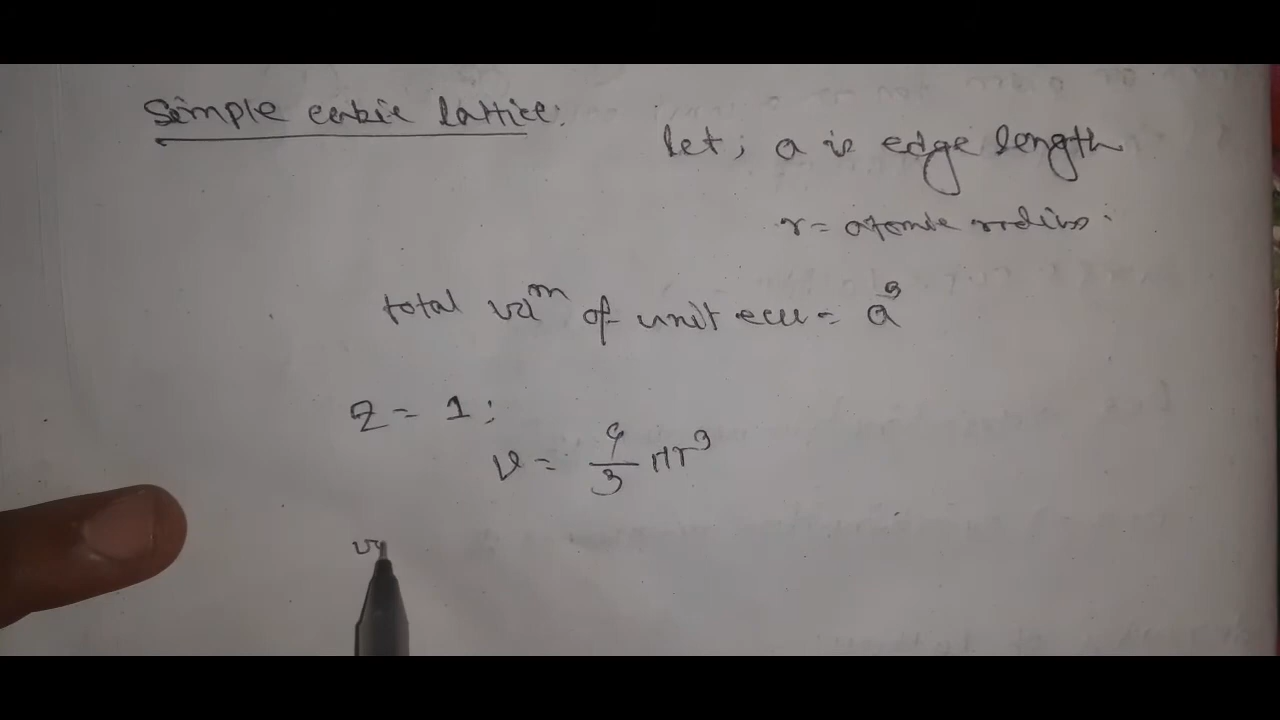 Simple cubic lattice:
let; a is edge length
r = atomic radius.
total volᵐ of unit cell = a³
Z = 1;
V = 4/3 πr³